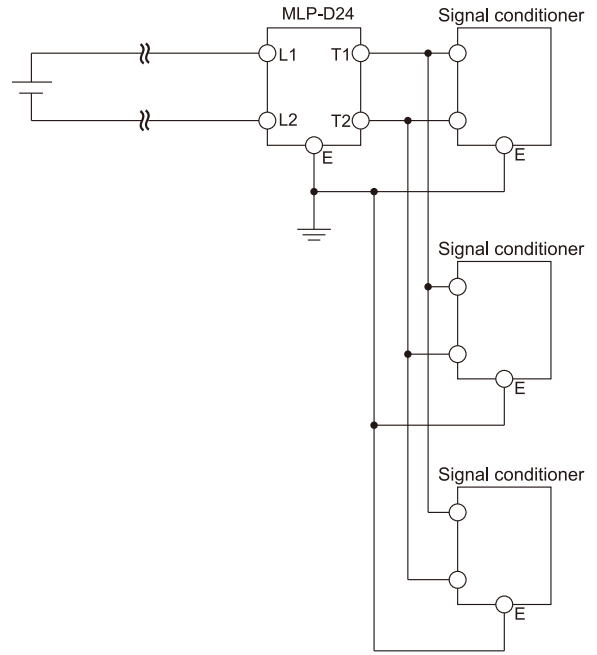 MLP-D24
Signal conditioner
L1
T1
L2
T2
E
E
Signal conditioner
E
Signal conditioner
E